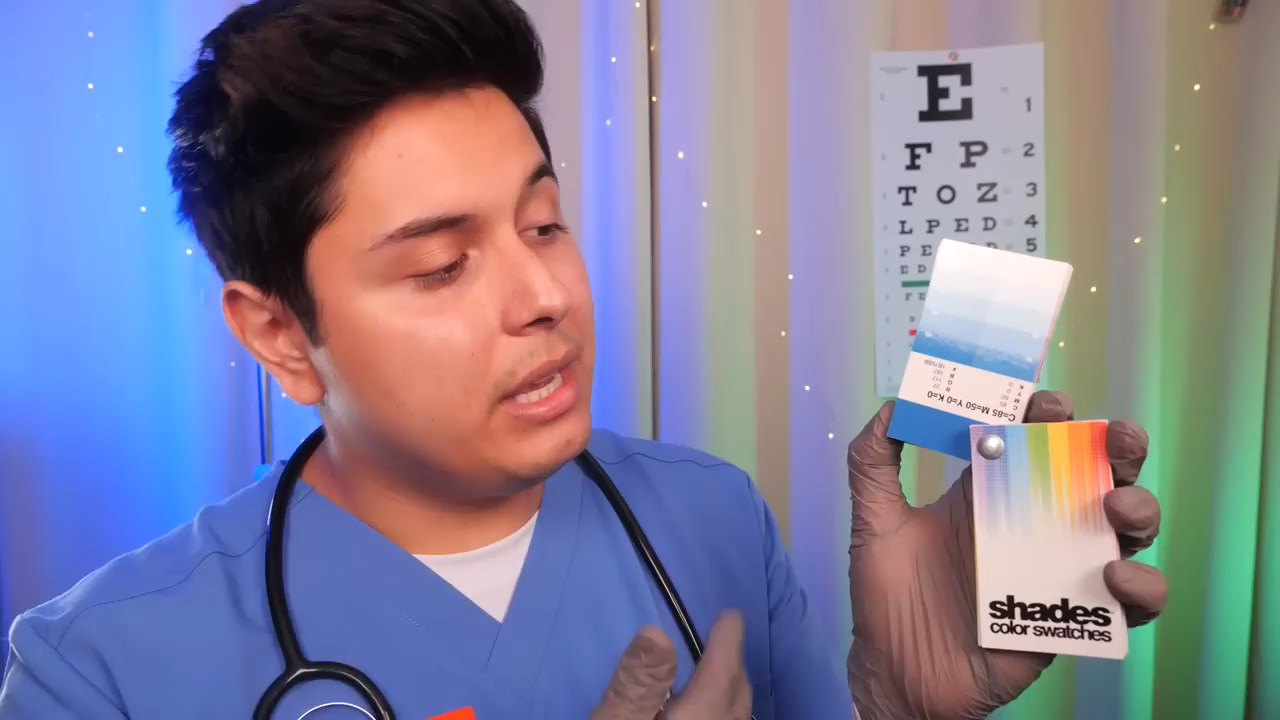 E 1
F P 2
T O Z 3
L P E D 4
P E D 5
E D
F E
D
C=85 M=50 Y=0 K=0
shades
color swatches